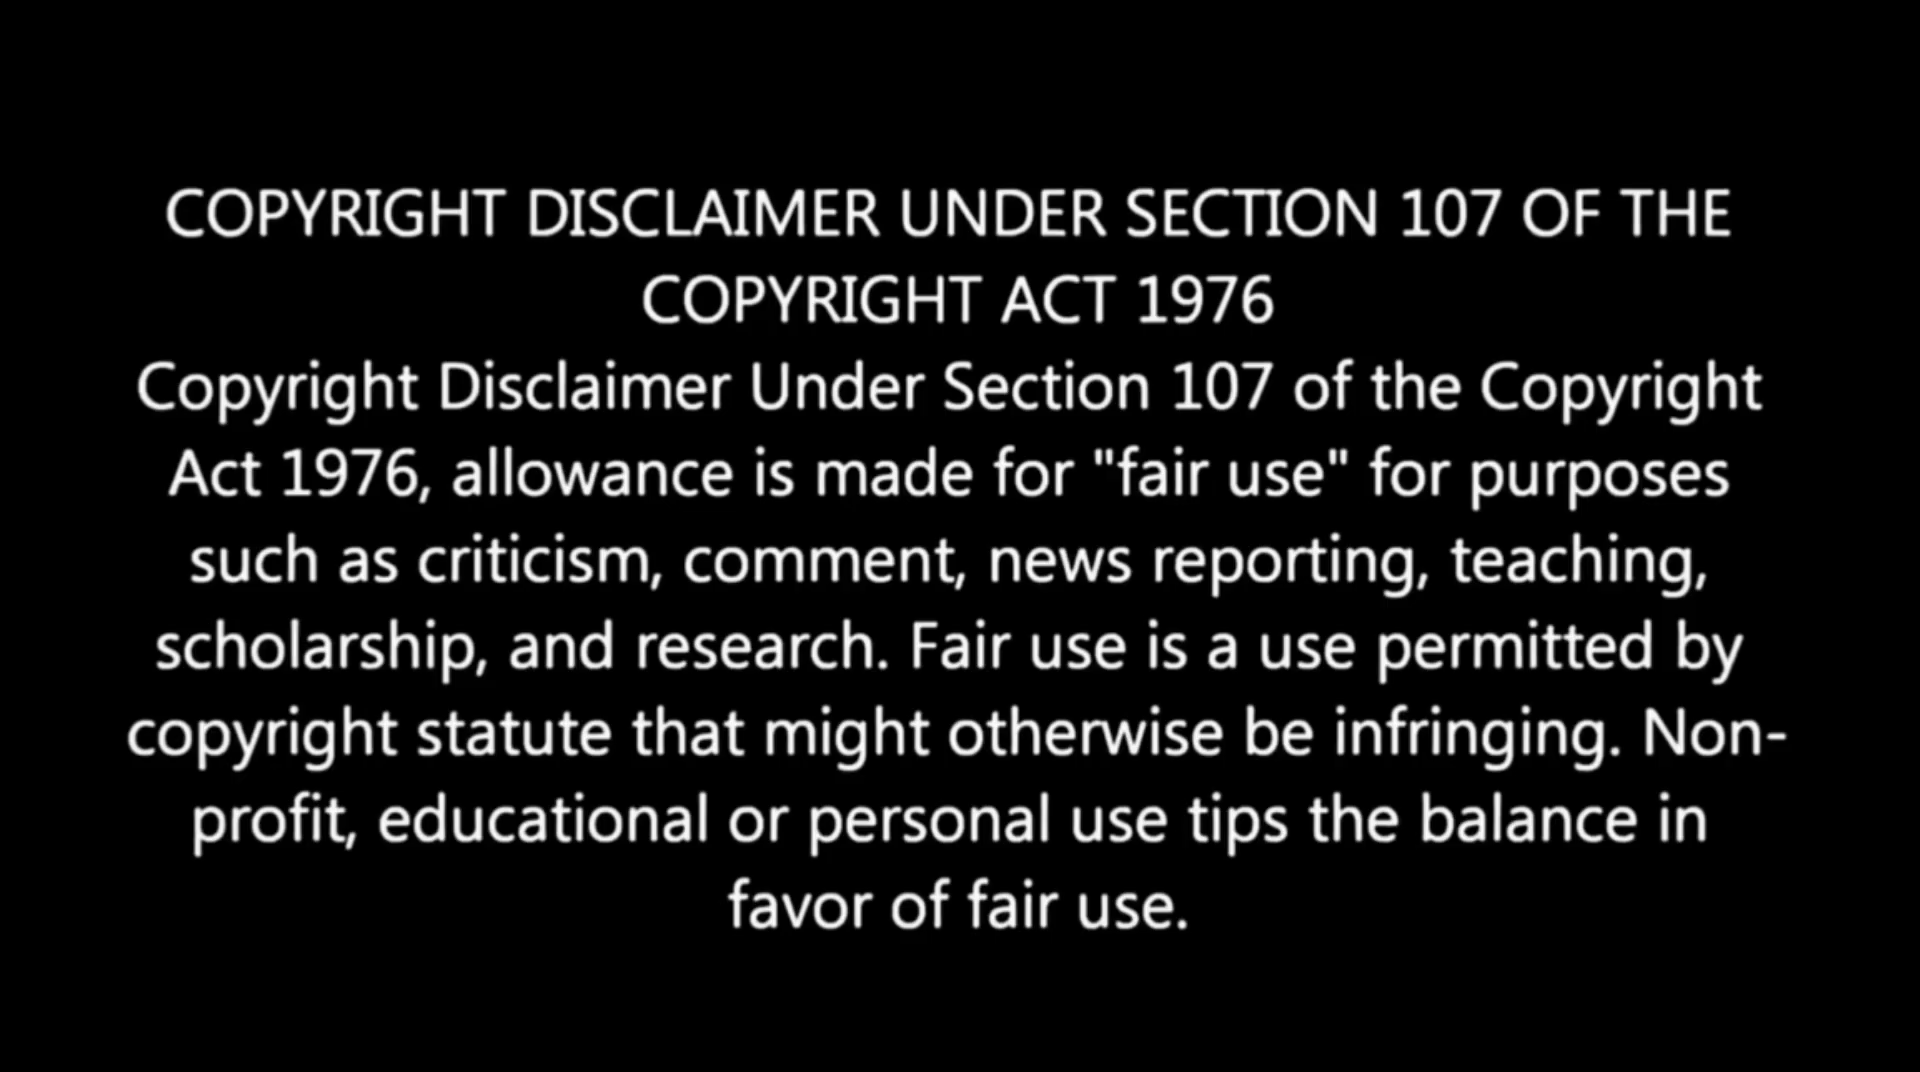 COPYRIGHT DISCLAIMER UNDER SECTION 107 OF THE
COPYRIGHT ACT 1976
Copyright Disclaimer Under Section 107 of the Copyright
Act 1976, allowance is made for "fair use" for purposes
such as criticism, comment, news reporting, teaching,
scholarship, and research. Fair use is a use permitted by
copyright statute that might otherwise be infringing. Non-
profit, educational or personal use tips the balance in
favor of fair use.